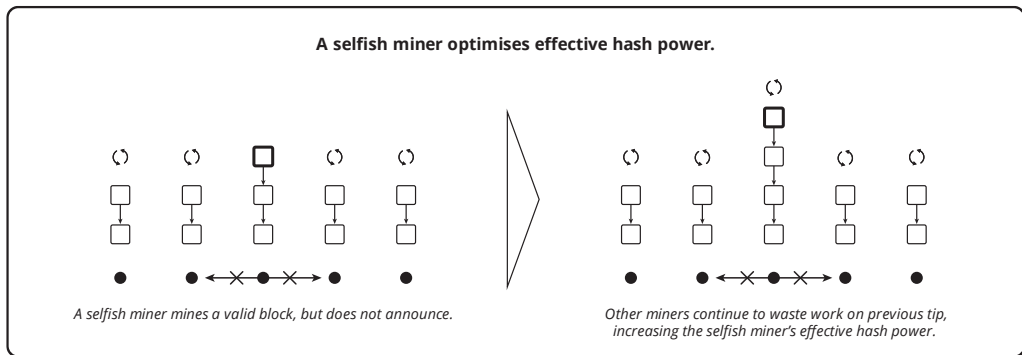 A selfish miner optimises effective hash power.
A selfish miner mines a valid block, but does not announce.
Other miners continue to waste work on previous tip,
increasing the selfish miner's effective hash power.